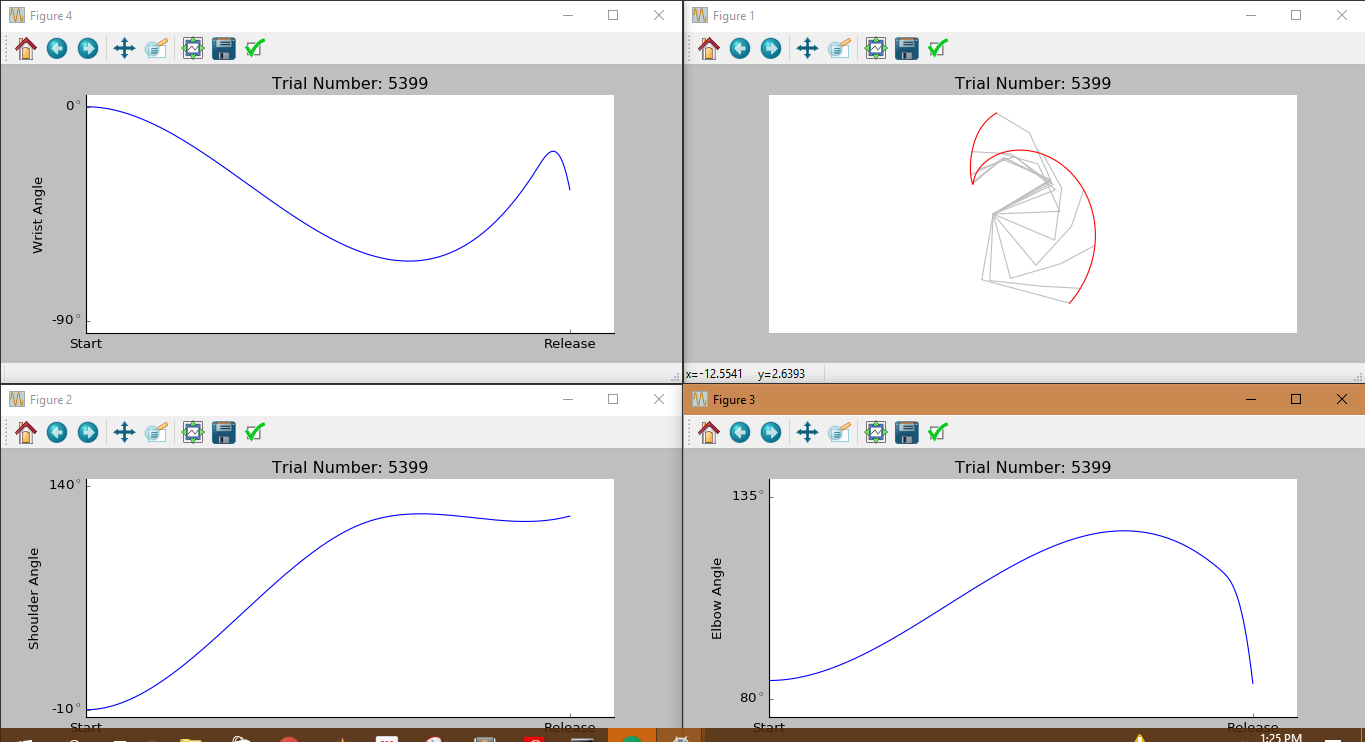 Figure 4
Trial Number: 5399
0°
Wrist Angle
-90°
Start
Release
Figure 1
Trial Number: 5399
x=-12.5541 y=2.6393
Figure 2
Trial Number: 5399
140°
Shoulder Angle
-10°
Start
Release
Figure 3
Trial Number: 5399
135°
Elbow Angle
80°
Start
Release
1:25 PM